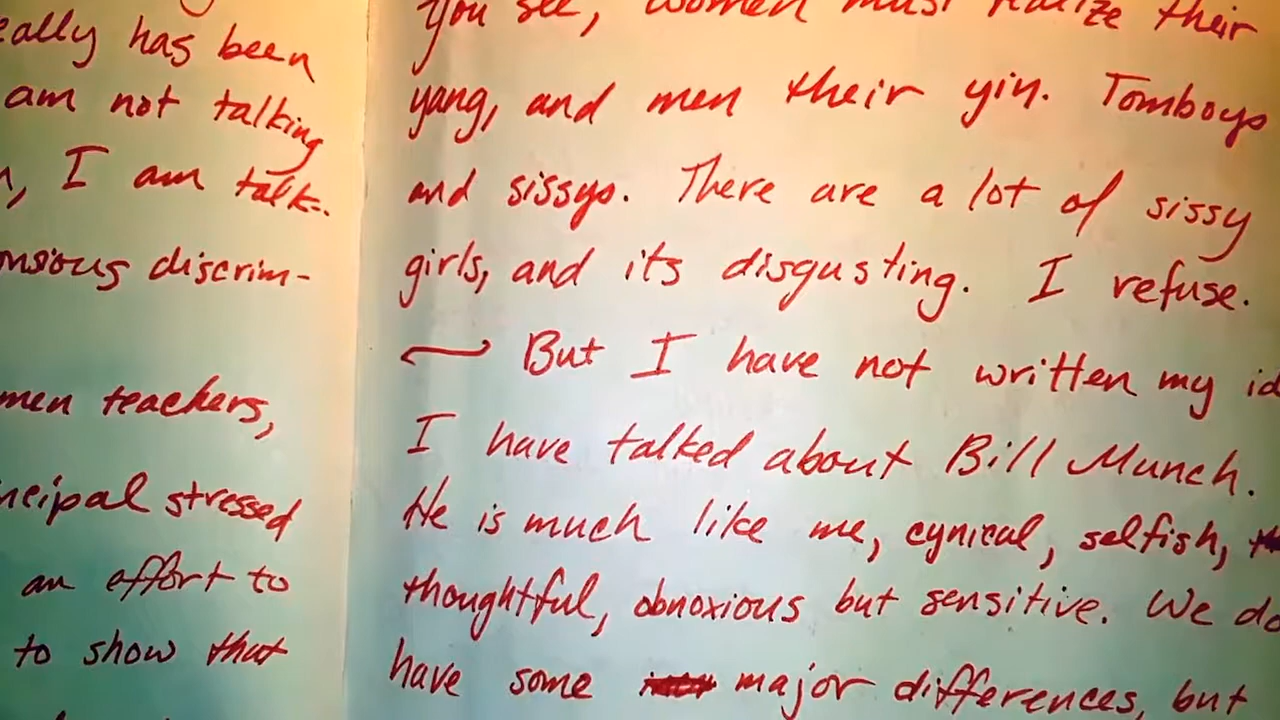 eally has been
am not talking
, I am talk-
nsious discrim-
men teachers,
ncipal stressed
an effort to
to show that
You see, women must realize their
yang, and men their yin. Tomboys
and sissys. There are a lot of sissy
girls, and its disgusting. I refuse.
But I have not written my id
I have talked about Bill Munch.
He is much like me, cynical, selfish,
thoughtful, obnoxious but sensitive. We do
have some major differences, but